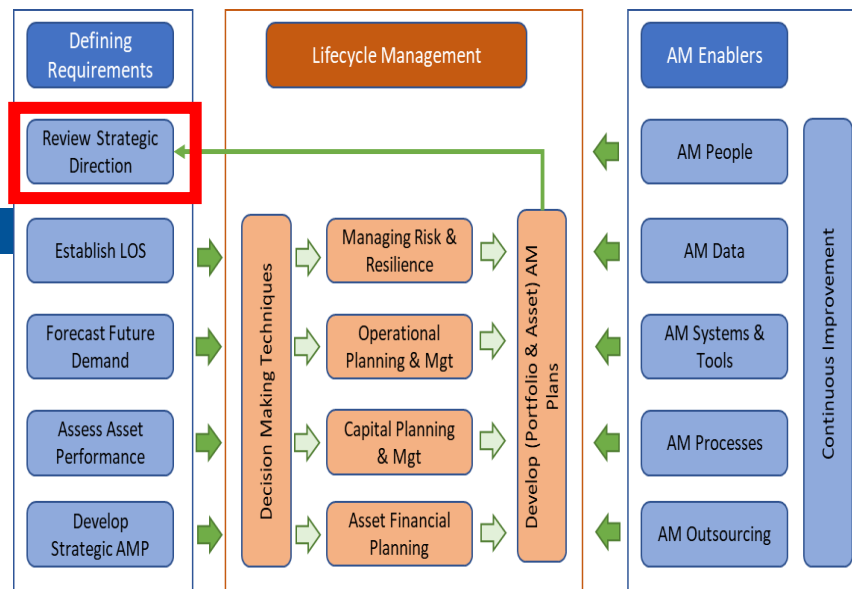 Defining
Requirements
Review Strategic
Direction
Establish LOS
Forecast Future
Demand
Assess Asset
Performance
Develop
Strategic AMP
Lifecycle Management
Decision Making Techniques
Managing Risk &
Resilience
Operational
Planning & Mgt
Capital Planning
& Mgt
Asset Financial
Planning
Develop (Portfolio & Asset) AM
Plans
AM Enablers
AM People
AM Data
AM Systems &
Tools
AM Processes
AM Outsourcing
Continuous Improvement